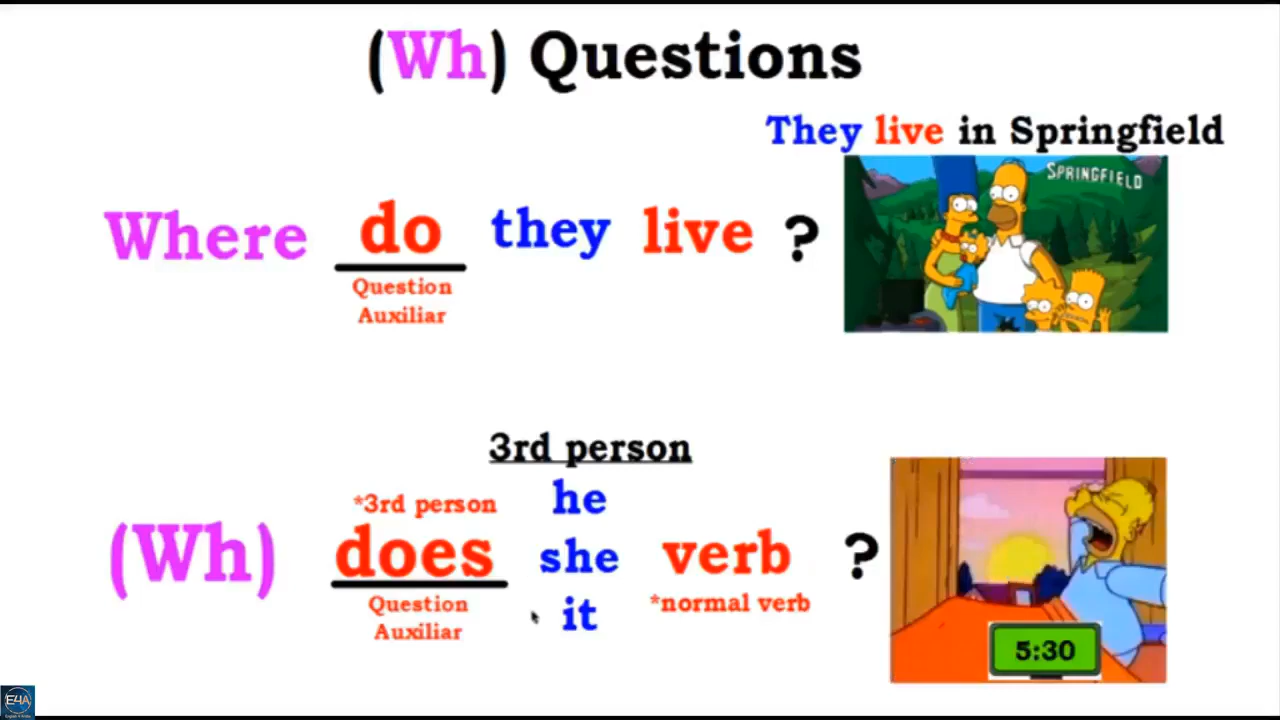 (Wh) Questions
They live in Springfield
SPRINGFIELD
Where do they live ?
Question
Auxiliar
3rd person
*3rd person
he
(Wh) does she verb ?
it
*normal verb
Question
Auxiliar
5:30
E4A